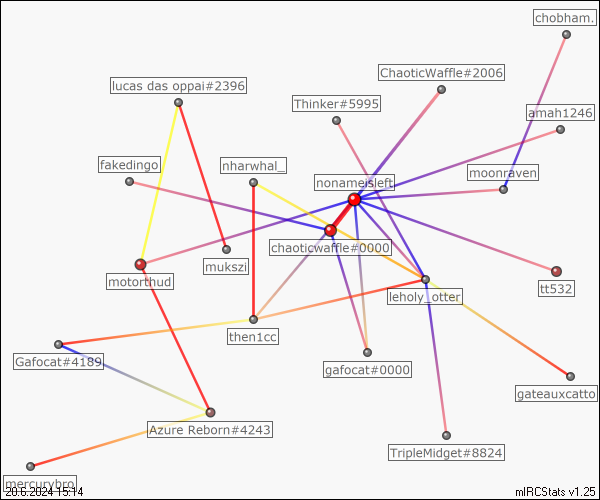 chobham.
ChaoticWaffle#2006
lucas das oppai#2396
Thinker#5995
amah1246
fakedingo
nharwhal_
moonraven
nonameisleft
chaoticwaffle#0000
mukszi
motorthud
tt532
leholy_otter
then1cc
Gafocat#4189
gafocat#0000
gateauxcatto
Azure Reborn#4243
TripleMidget#8824
mercurybro
20.6.2024 15:14
mIRCStats v1.25